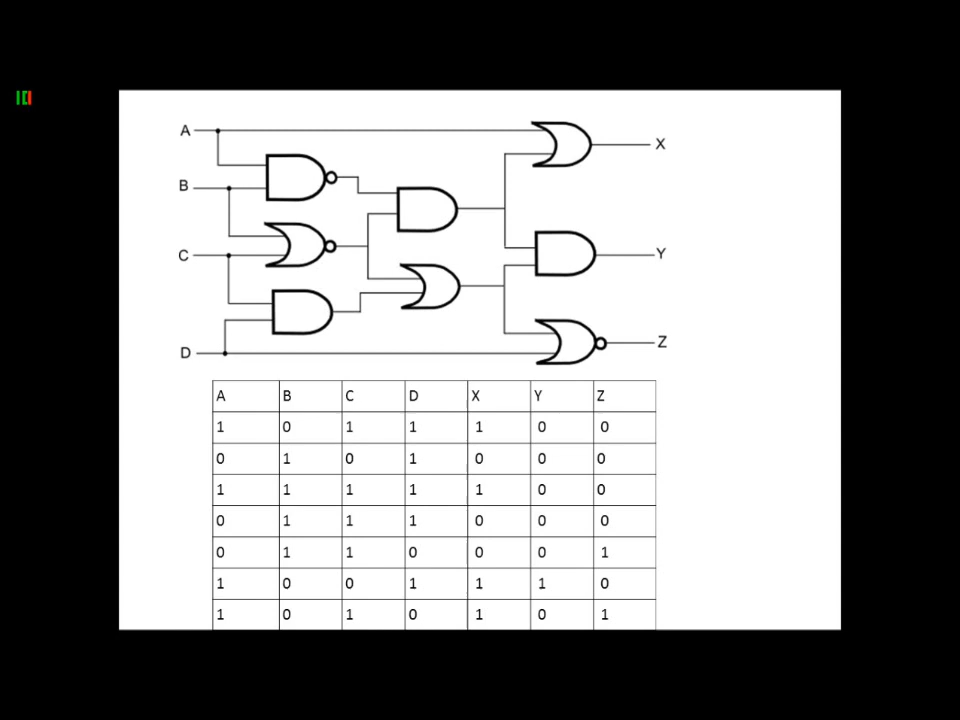 A
X
B
C
Y
D
Z
A B C D X Y Z
1 0 1 1 1 0 0
0 1 0 1 0 0 0
1 1 1 1 1 0 0
0 1 1 1 0 0 0
0 1 1 0 0 0 1
1 0 0 1 1 1 0
1 0 1 0 1 0 1